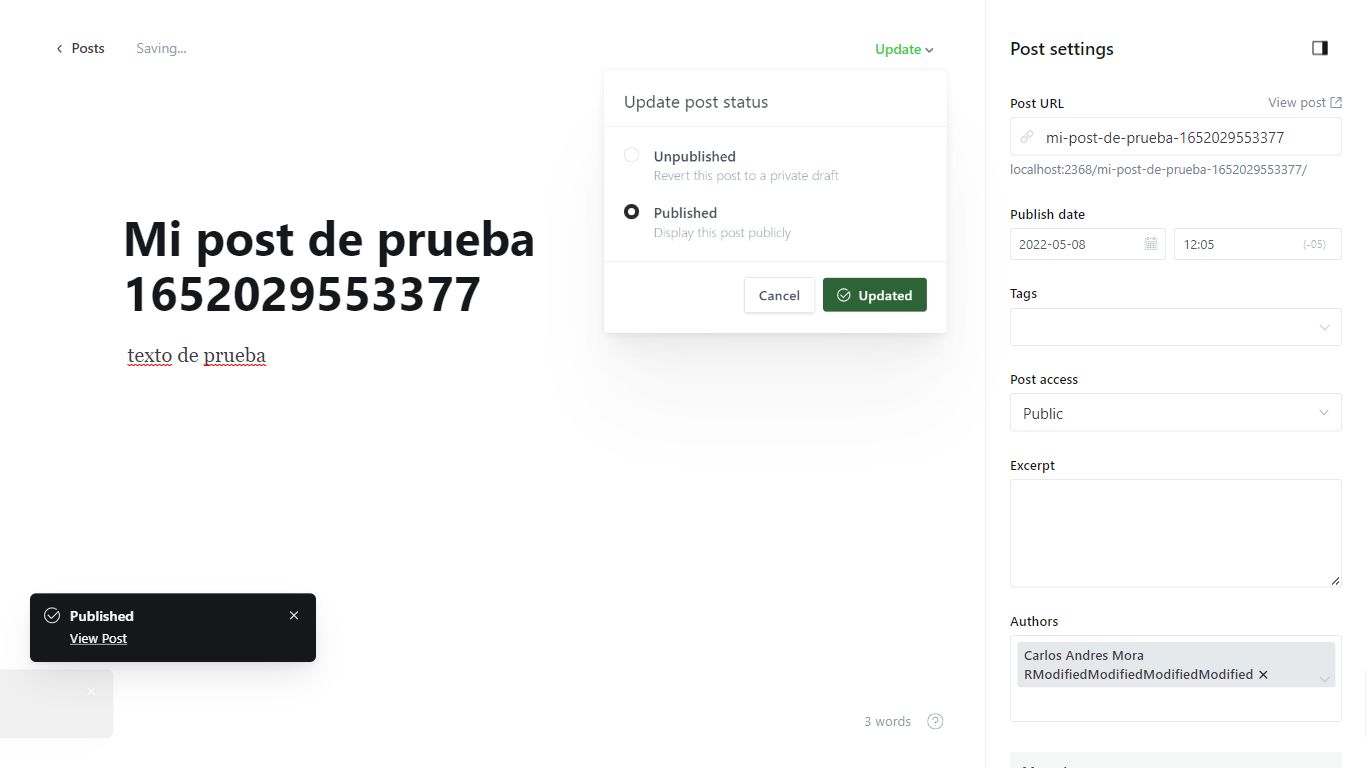 Posts
Saving...
Update
Update post status
Unpublished
Revert this post to a private draft
Published
Display this post publicly
Cancel
Updated
Mi post de prueba
1652029553377
texto de prueba
Published
View Post
3 words
?
Post settings
Post URL
View post
mi-post-de-prueba-1652029553377
localhost:2368/mi-post-de-prueba-1652029553377/
Publish date
2022-05-08
12:05
(-05)
Tags
Post access
Public
Excerpt
Authors
Carlos Andres Mora
RModifiedModifiedModifiedModified